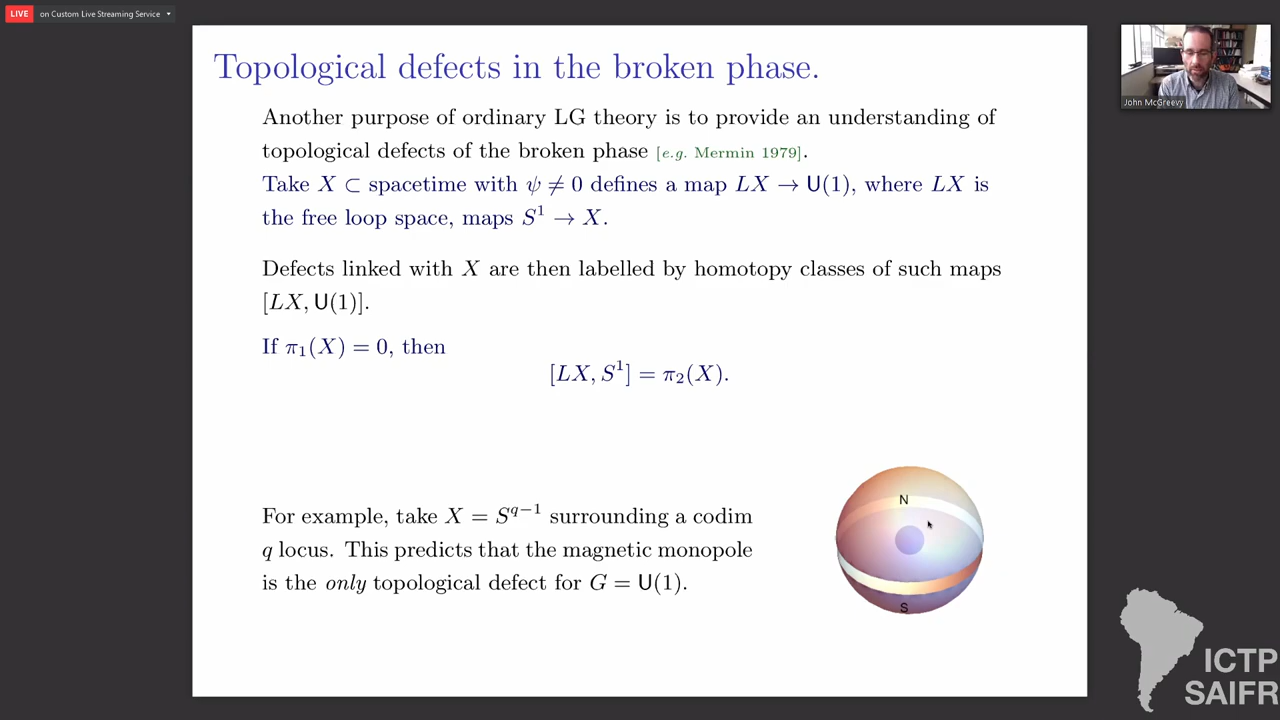 LIVE on Custom Live Streaming Service
Topological defects in the broken phase.
Another purpose of ordinary LG theory is to provide an understanding of
topological defects of the broken phase [e.g. Mermin 1979].
Take X ⊂ spacetime with ψ ≠ 0 defines a map LX → U(1), where LX is
the free loop space, maps S¹ → X.
Defects linked with X are then labelled by homotopy classes of such maps
[LX, U(1)].
If π₁(X) = 0, then
[LX, S¹] = π₂(X).
For example, take X = S^{q−1} surrounding a codim
q locus. This predicts that the magnetic monopole
is the only topological defect for G = U(1).
N
S
John McGreevy
ICTP
SAIFR